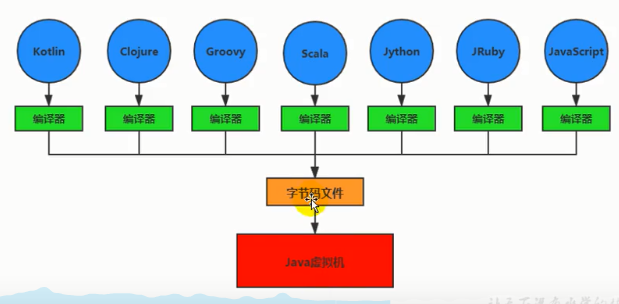 Kotlin
Clojure
Groovy
Scala
Jython
JRuby
JavaScript
编译器
编译器
编译器
编译器
编译器
编译器
编译器
字节码文件
Java虚拟机